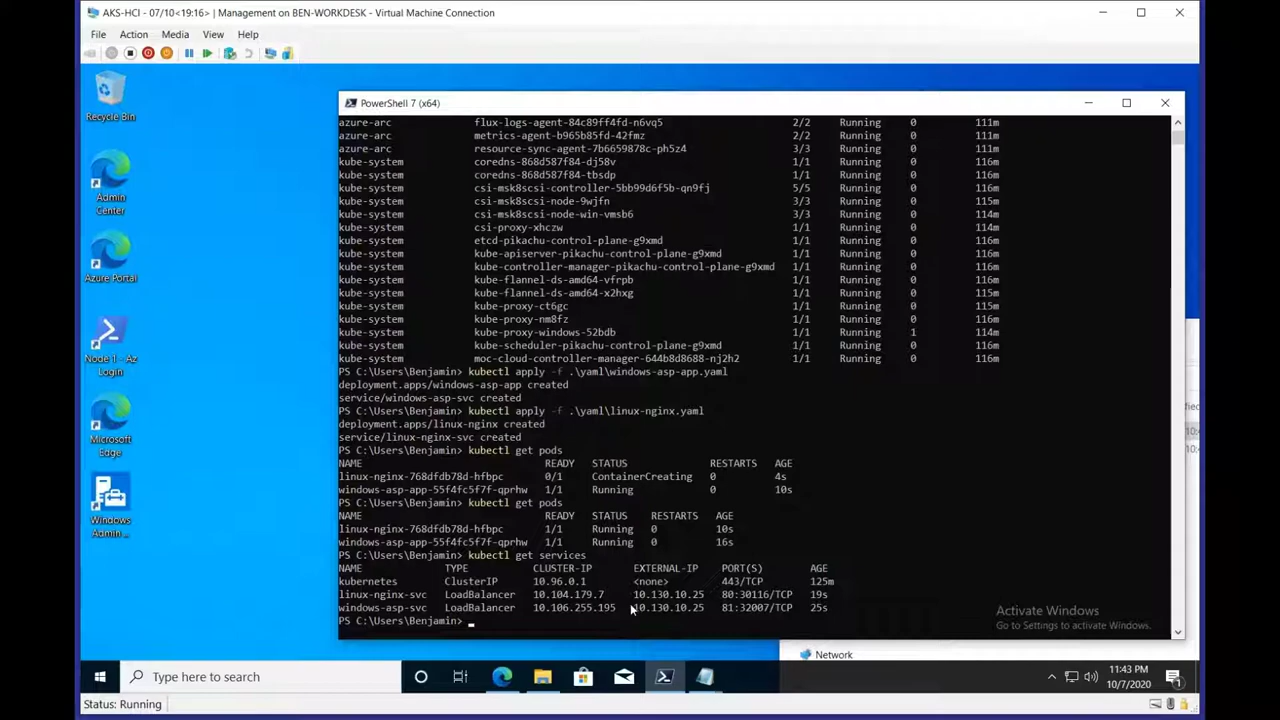 AKS-HCI - 07/10<19:16> | Management on BEN-WORKDESK - Virtual Machine Connection
File Action Media View Help
Recycle Bin
Admin Center
Azure Portal
Node 1 - Az Login
Microsoft Edge
Windows Admin ...
PowerShell 7 (x64)
azure-arc flux-logs-agent-84c89ff4fd-n6vq5 2/2 Running 0 111m
azure-arc metrics-agent-b965b85fd-42fmz 2/2 Running 0 111m
azure-arc resource-sync-agent-7b6659878c-ph5z4 3/3 Running 0 111m
kube-system coredns-868d587f84-dj58v 1/1 Running 0 116m
kube-system coredns-868d587f84-tbsdp 1/1 Running 0 116m
kube-system csi-msk8scsi-controller-5bb99d6f5b-qn9fj 5/5 Running 0 116m
kube-system csi-msk8scsi-node-9wjfn 3/3 Running 0 115m
kube-system csi-msk8scsi-node-win-vmsb6 3/3 Running 0 114m
kube-system csi-proxy-xhczw 1/1 Running 0 114m
kube-system etcd-pikachu-control-plane-g9xmd 1/1 Running 0 116m
kube-system kube-apiserver-pikachu-control-plane-g9xmd 1/1 Running 0 116m
kube-system kube-controller-manager-pikachu-control-plane-g9xmd 1/1 Running 0 116m
kube-system kube-flannel-ds-amd64-vfrpb 1/1 Running 0 116m
kube-system kube-flannel-ds-amd64-x2hxg 1/1 Running 0 115m
kube-system kube-proxy-ct6gc 1/1 Running 0 115m
kube-system kube-proxy-nm8fz 1/1 Running 0 116m
kube-system kube-proxy-windows-52bdb 1/1 Running 1 114m
kube-system kube-scheduler-pikachu-control-plane-g9xmd 1/1 Running 0 116m
kube-system moc-cloud-controller-manager-644b8d8688-nj2h2 1/1 Running 0 116m
PS C:\Users\Benjamin> kubectl apply -f .\yaml\windows-asp-app.yaml
deployment.apps/windows-asp-app created
service/windows-asp-svc created
PS C:\Users\Benjamin> kubectl apply -f .\yaml\linux-nginx.yaml
deployment.apps/linux-nginx created
service/linux-nginx-svc created
PS C:\Users\Benjamin> kubectl get pods
NAME READY STATUS RESTARTS AGE
linux-nginx-768dfdb78d-hfbpc 0/1 ContainerCreating 0 4s
windows-asp-app-55f4fc5f7f-qprhw 1/1 Running 0 10s
PS C:\Users\Benjamin> kubectl get pods
NAME READY STATUS RESTARTS AGE
linux-nginx-768dfdb78d-hfbpc 1/1 Running 0 10s
windows-asp-app-55f4fc5f7f-qprhw 1/1 Running 0 16s
PS C:\Users\Benjamin> kubectl get services
NAME TYPE CLUSTER-IP EXTERNAL-IP PORT(S) AGE
kubernetes ClusterIP 10.96.0.1 <none> 443/TCP 125m
linux-nginx-svc LoadBalancer 10.104.179.7 10.130.10.25 80:30116/TCP 19s
windows-asp-svc LoadBalancer 10.106.255.195 10.130.10.25 81:32007/TCP 25s
PS C:\Users\Benjamin>
Activate Windows
Go to Settings to activate Windows.
Network
Type here to search
11:43 PM
10/7/2020
1
Status: Running